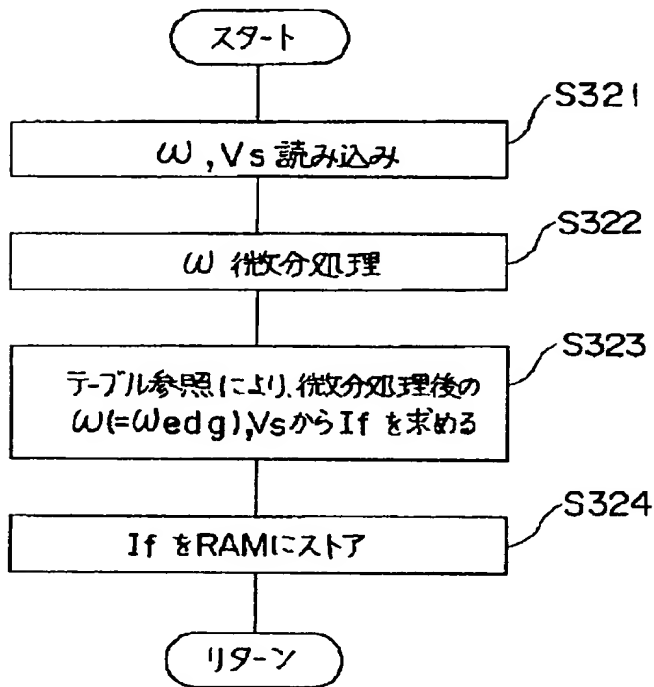 スタート
S321
ω, Vs 読み込み
S322
ω 微分処理
S323
テーブル参照により、微分処理後の
ω(=ωedg), VsからIf を求める
S324
If をRAMにストア
リターン